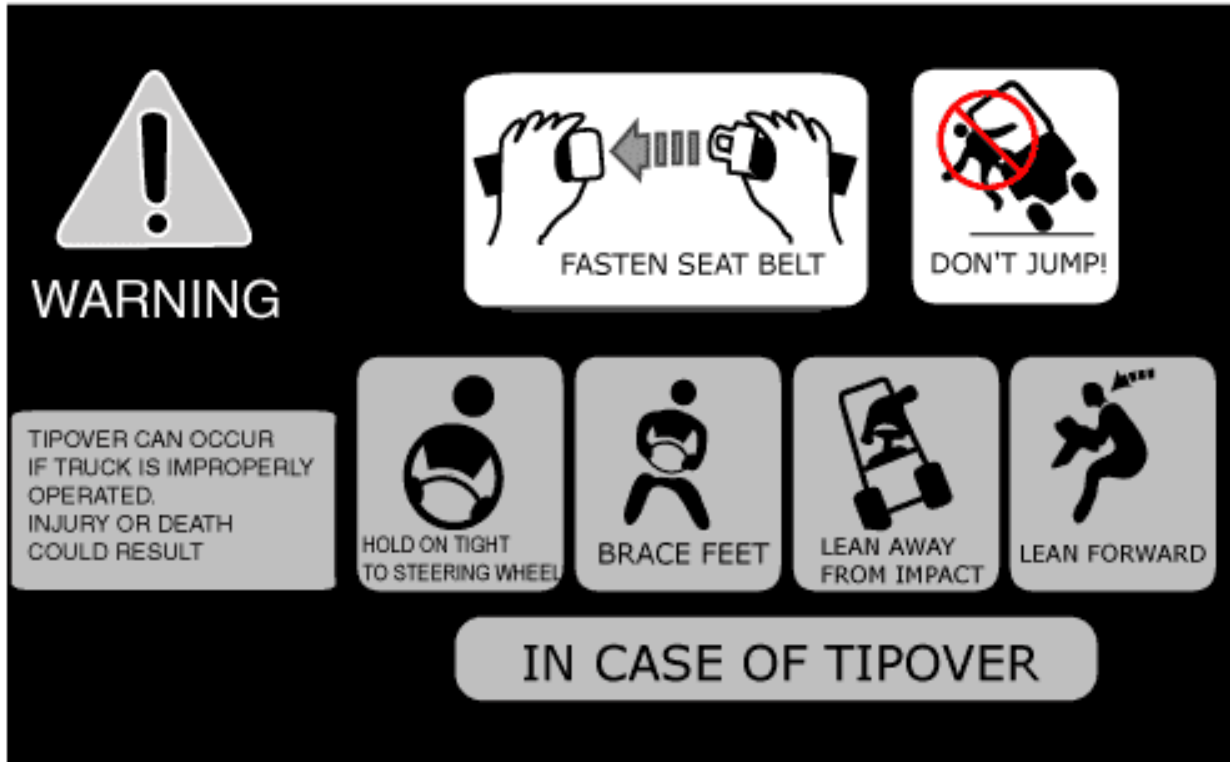 WARNING
FASTEN SEAT BELT
DON'T JUMP!
TIPOVER CAN OCCUR
IF TRUCK IS IMPROPERLY
OPERATED.
INJURY OR DEATH
COULD RESULT
HOLD ON TIGHT
TO STEERING WHEEL
BRACE FEET
LEAN AWAY
FROM IMPACT
LEAN FORWARD
IN CASE OF TIPOVER